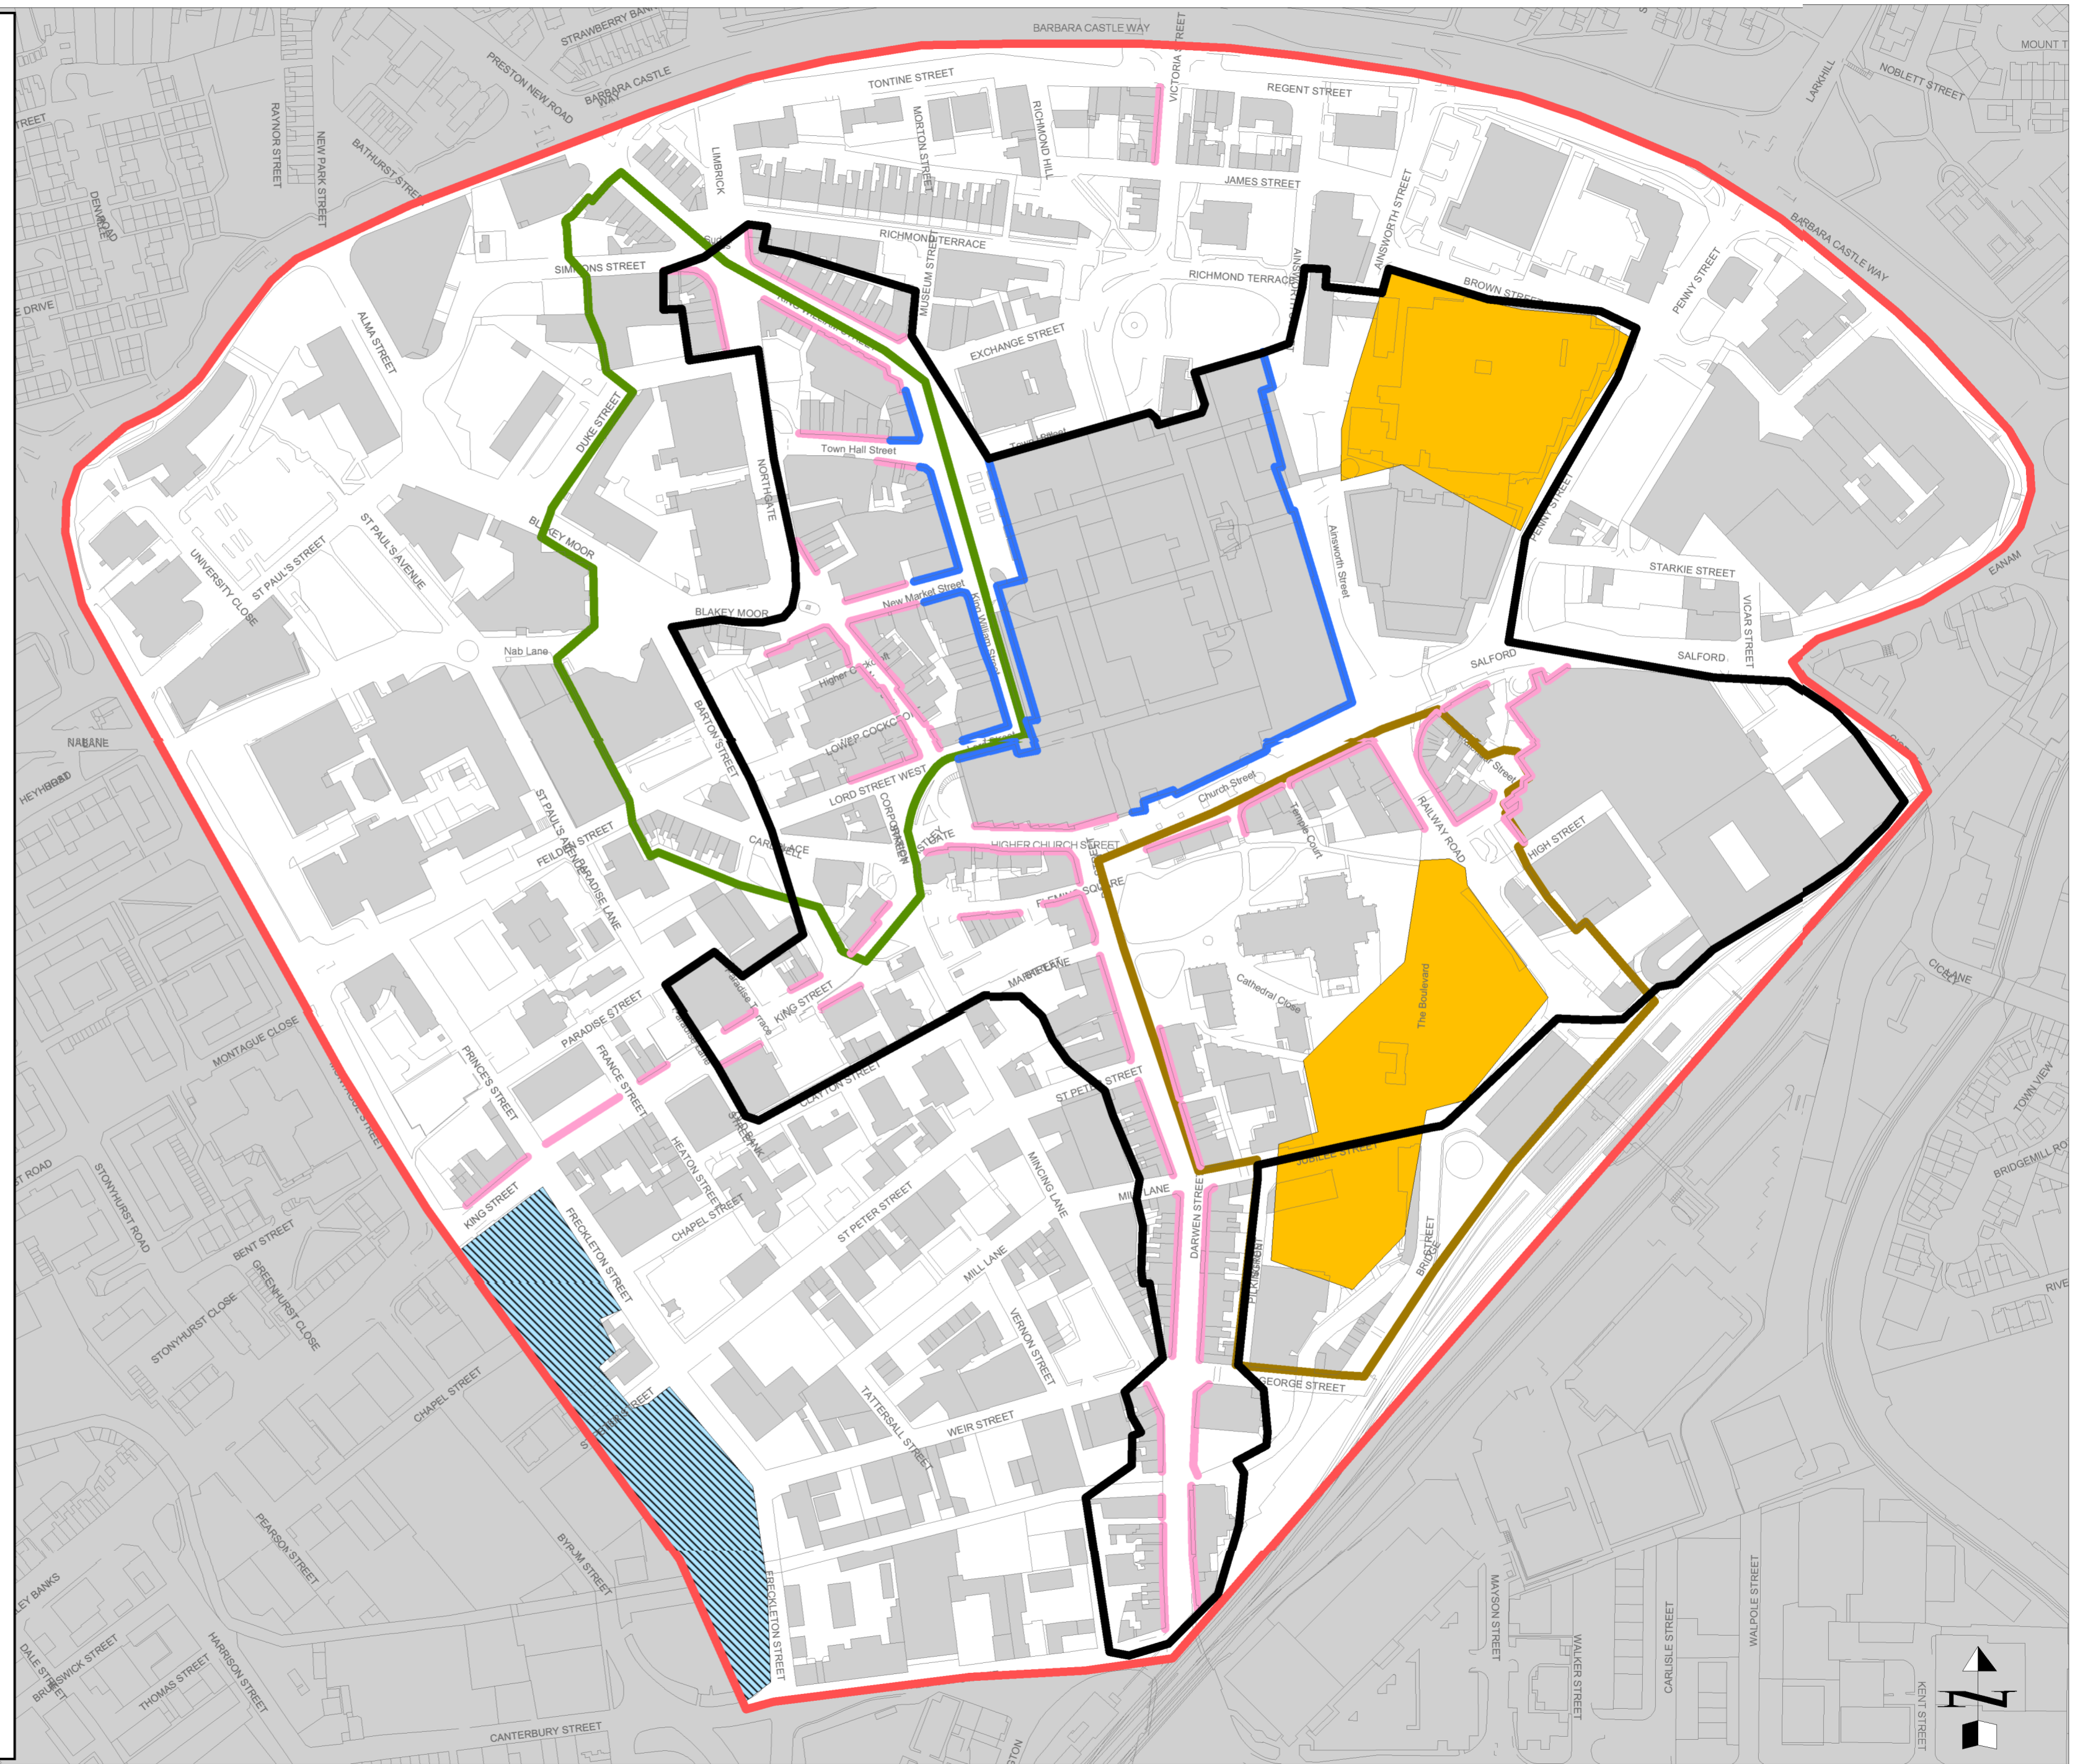 BARBARA CASTLE WAY
VICTORIA STREET
MOUNT T
NOBLETT STREET
LARKHILL
STRAWBERRY BANK
PRESTON NEW ROAD
BARBARA CASTLE
WAY
TONTINE STREET
REGENT STREET
RAYNOR STREET
NEW PARK STREET
BATHURST STREET
LIMBRICK
MORTON STREET
RICHMOND HILL
JAMES STREET
AINSWORTH STREET
BARBARA CASTLE WAY
PENNY STREET
RICHMOND TERRACE
MUSEUM STREET
RICHMOND TERRACE
BROWN STREET
SIMMONS STREET
E DRIVE
ALMA STREET
EXCHANGE STREET
DUKE STREET
Town Hall Street
NORTHGATE
BLAKEY MOOR
ST PAUL'S AVENUE
ST PAUL'S STREET
UNIVERSITY CLOSE
Ainsworth Street
PENNY STREET
STARKIE STREET
EANAM
VICAR STREET
New Market Street
King William Street
BLAKEY MOOR
Nab Lane
SALFORD
SALFORD
BARTON STREET
LORD STREET WEST
Church Street
Temple Court
RAILWAY ROAD
HIGH STREET
HIGHER CHURCH STREET
FEILDEN STREET
PARADISE LANE
Cathedral Close
The Boulevard
KING STREET
PARADISE STREET
FRANCE STREET
PRINCE'S STREET
MONTAGUE CLOSE
CLAYTON STREET
ST PETER STREET
MINCING LANE
MILL LANE
DARWEN STREET
JUBILEE STREET
HEATON STREET
CHAPEL STREET
ST PETER STREET
MILL LANE
VERNON STREET
KING STREET
FRECKLETON STREET
STONYHURST ROAD
BENT STREET
GREENHURST CLOSE
STONYHURST CLOSE
CHAPEL STREET
TATTERSALL STREET
WEIR STREET
GEORGE STREET
TOWN VIEW
BRIDGEMILL RO
RIVE
PEARSON STREET
BYROM STREET
FRECKLETON STREET
HARRISON STREET
BRUNSWICK STREET
THOMAS STREET
CANTERBURY STREET
MAYSON STREET
WALKER STREET
CARLISLE STREET
WALPOLE STREET
KENT STREET
N